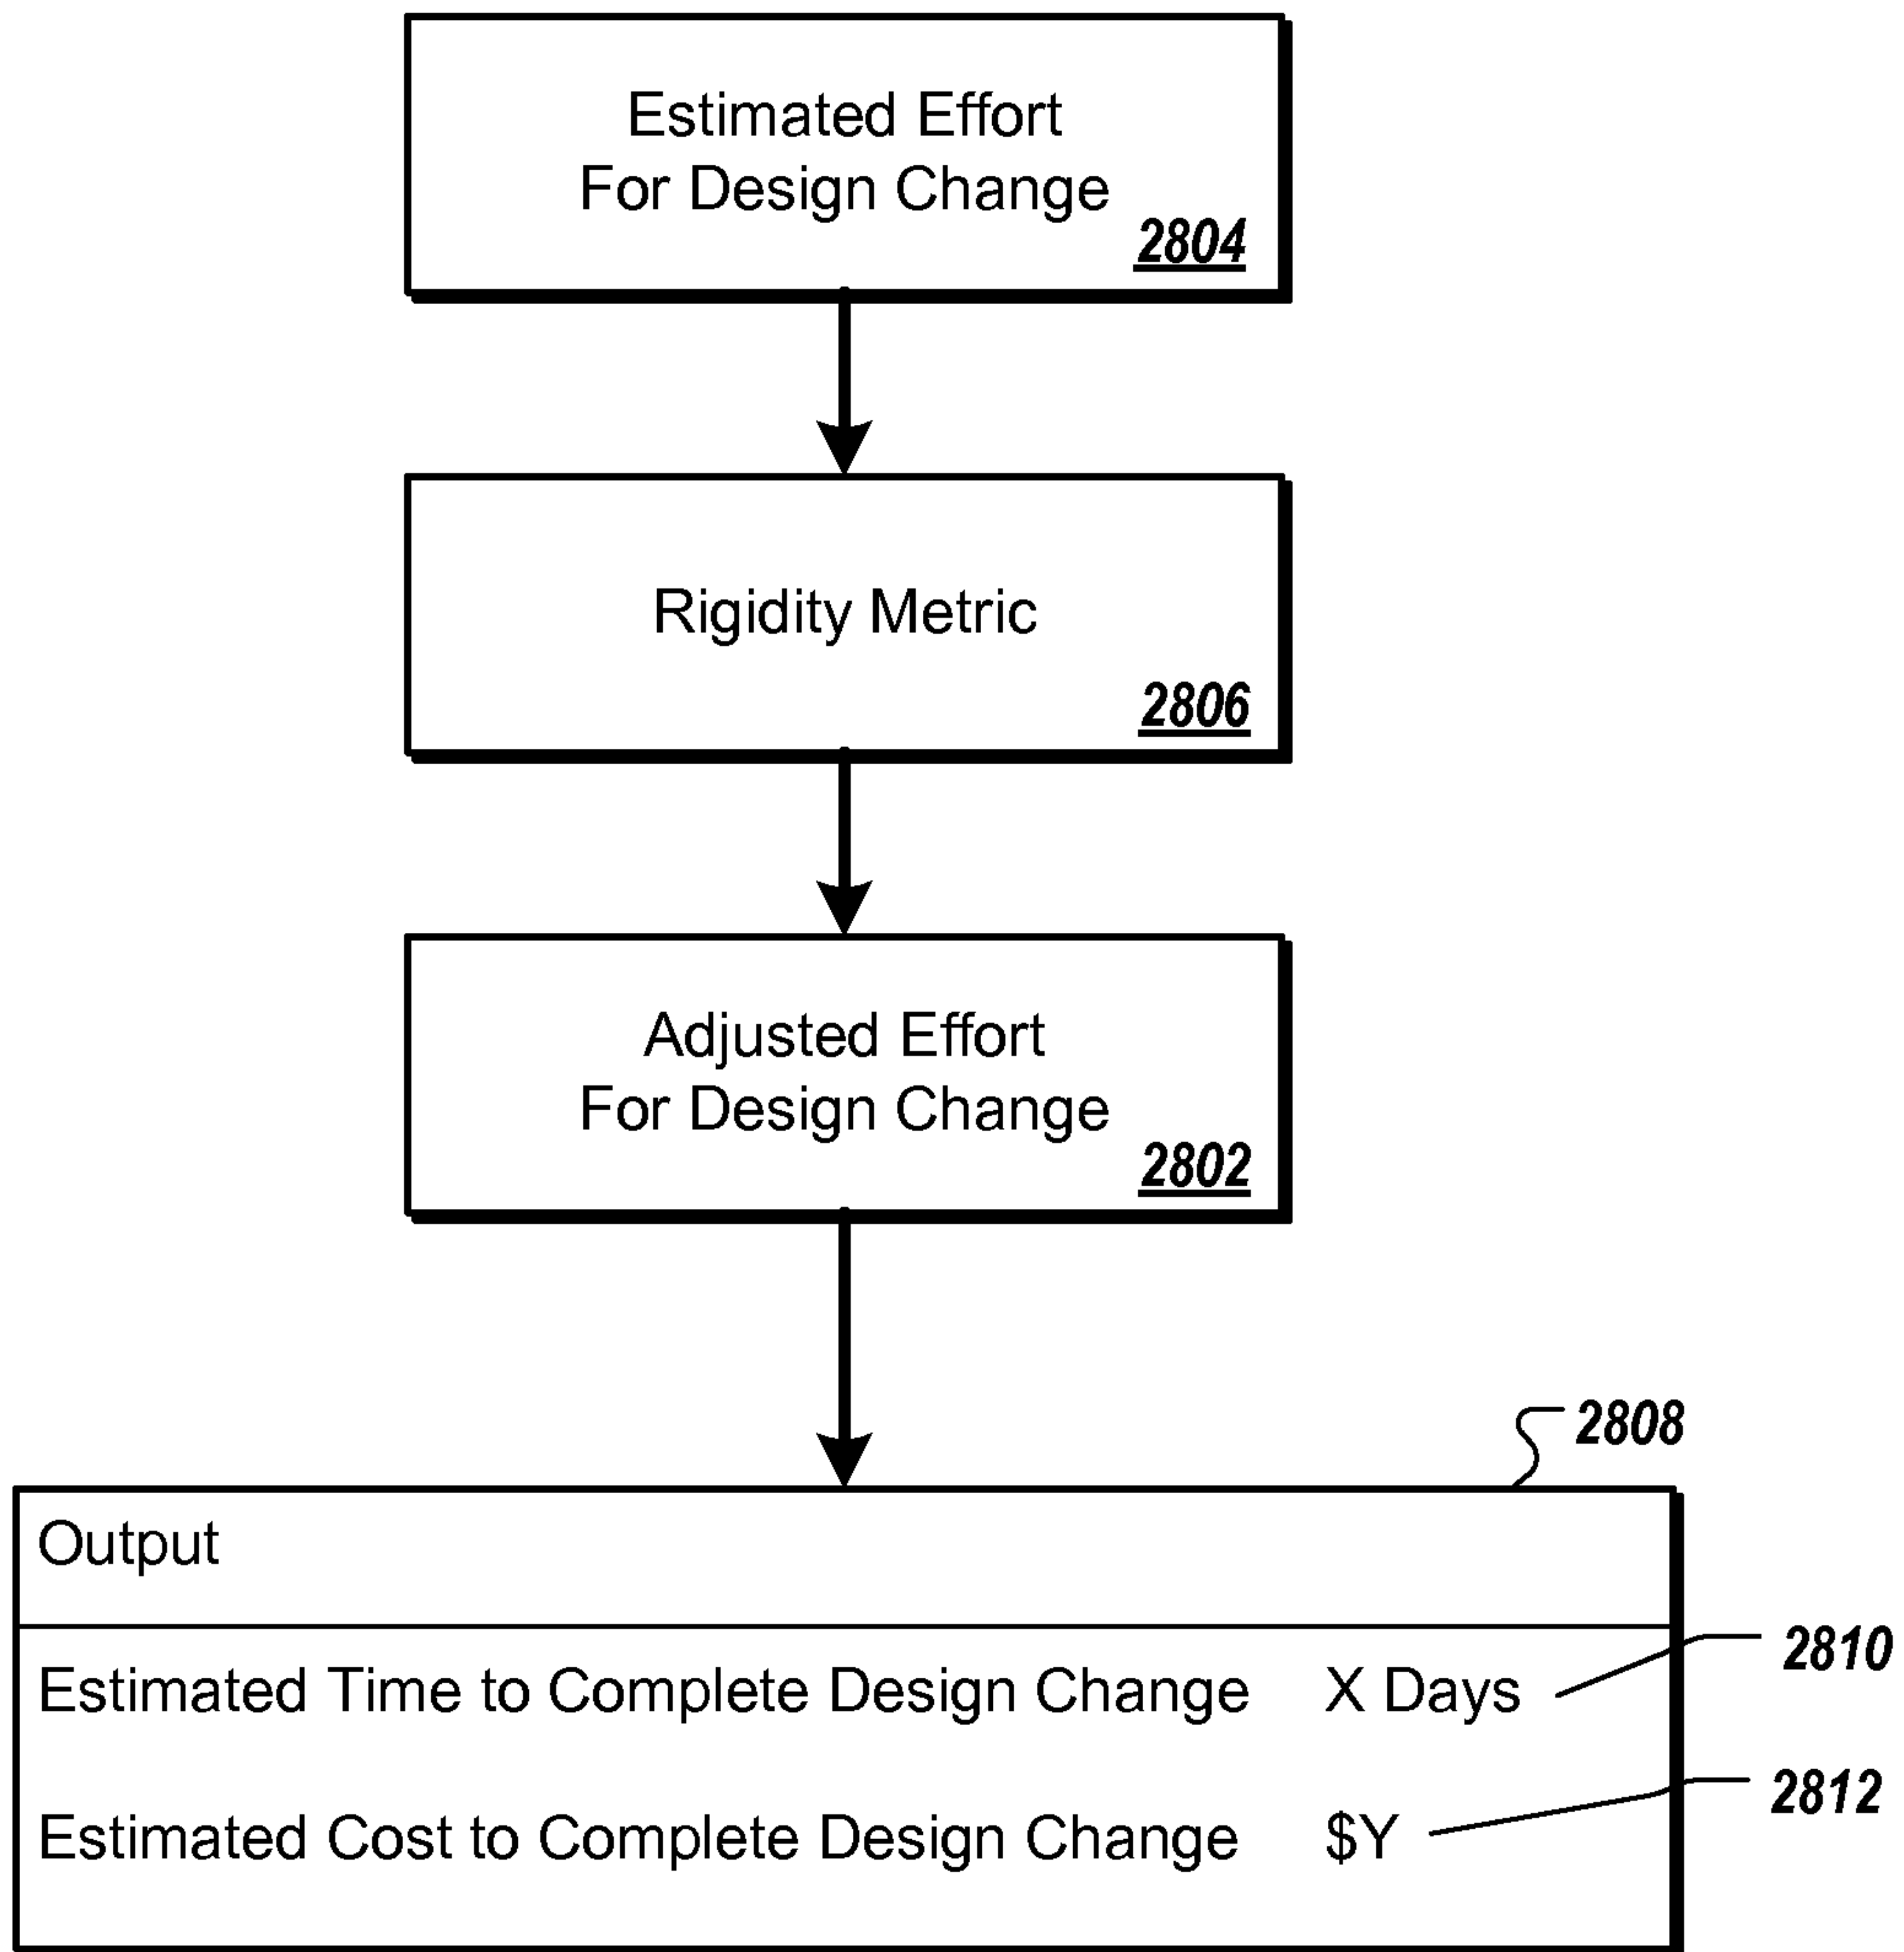 Estimated Effort
For Design Change
2804
Rigidity Metric
2806
Adjusted Effort
For Design Change
2802
2808
Output
Estimated Time to Complete Design Change X Days
2810
Estimated Cost to Complete Design Change $Y
2812